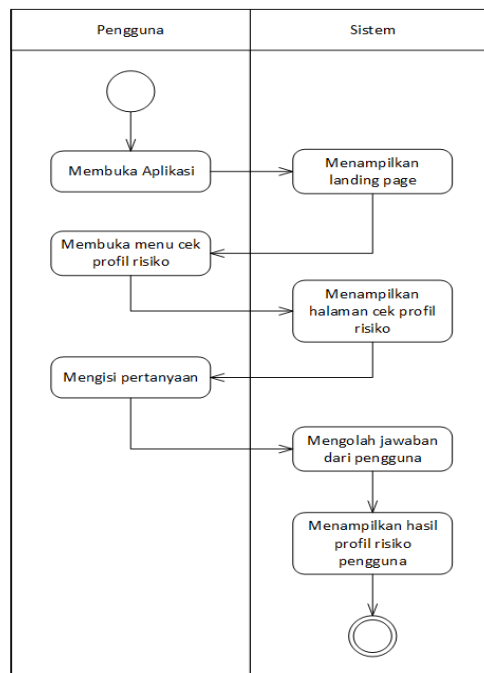 Pengguna
Sistem
Membuka Aplikasi
Menampilkan
landing page
Membuka menu cek
profil risiko
Menampilkan
halaman cek profil
risiko
Mengisi pertanyaan
Mengolah jawaban
dari pengguna
Menampilkan hasil
profil risiko
pengguna